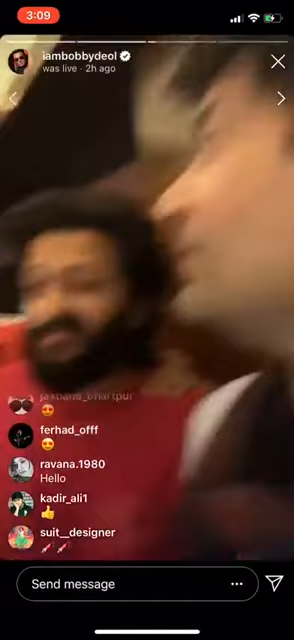 3:09
iambobbydeol
was live · 2h ago
ferhad_offf
😍
ravana.1980
Hello
kadir_ali1
👍
suit__designer
🚀🚀
Send message